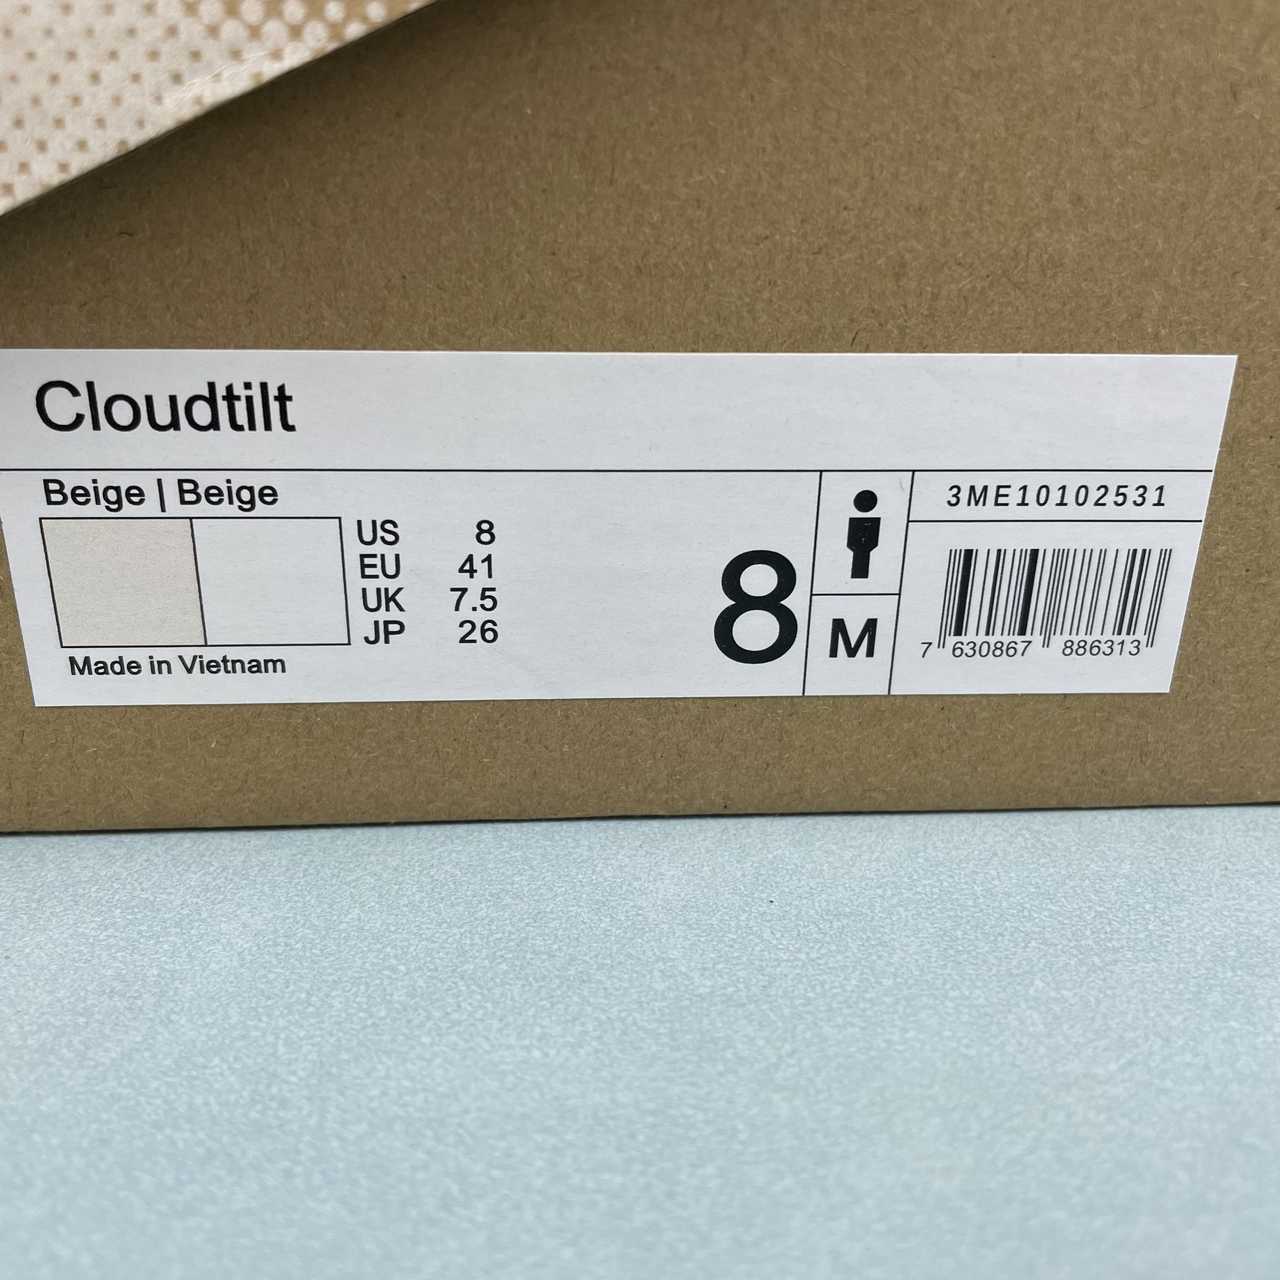 Cloudtilt
Beige | Beige
US 8
EU 41
UK 7.5
JP 26
Made in Vietnam
8
M
3ME10102531
7 630867 886313